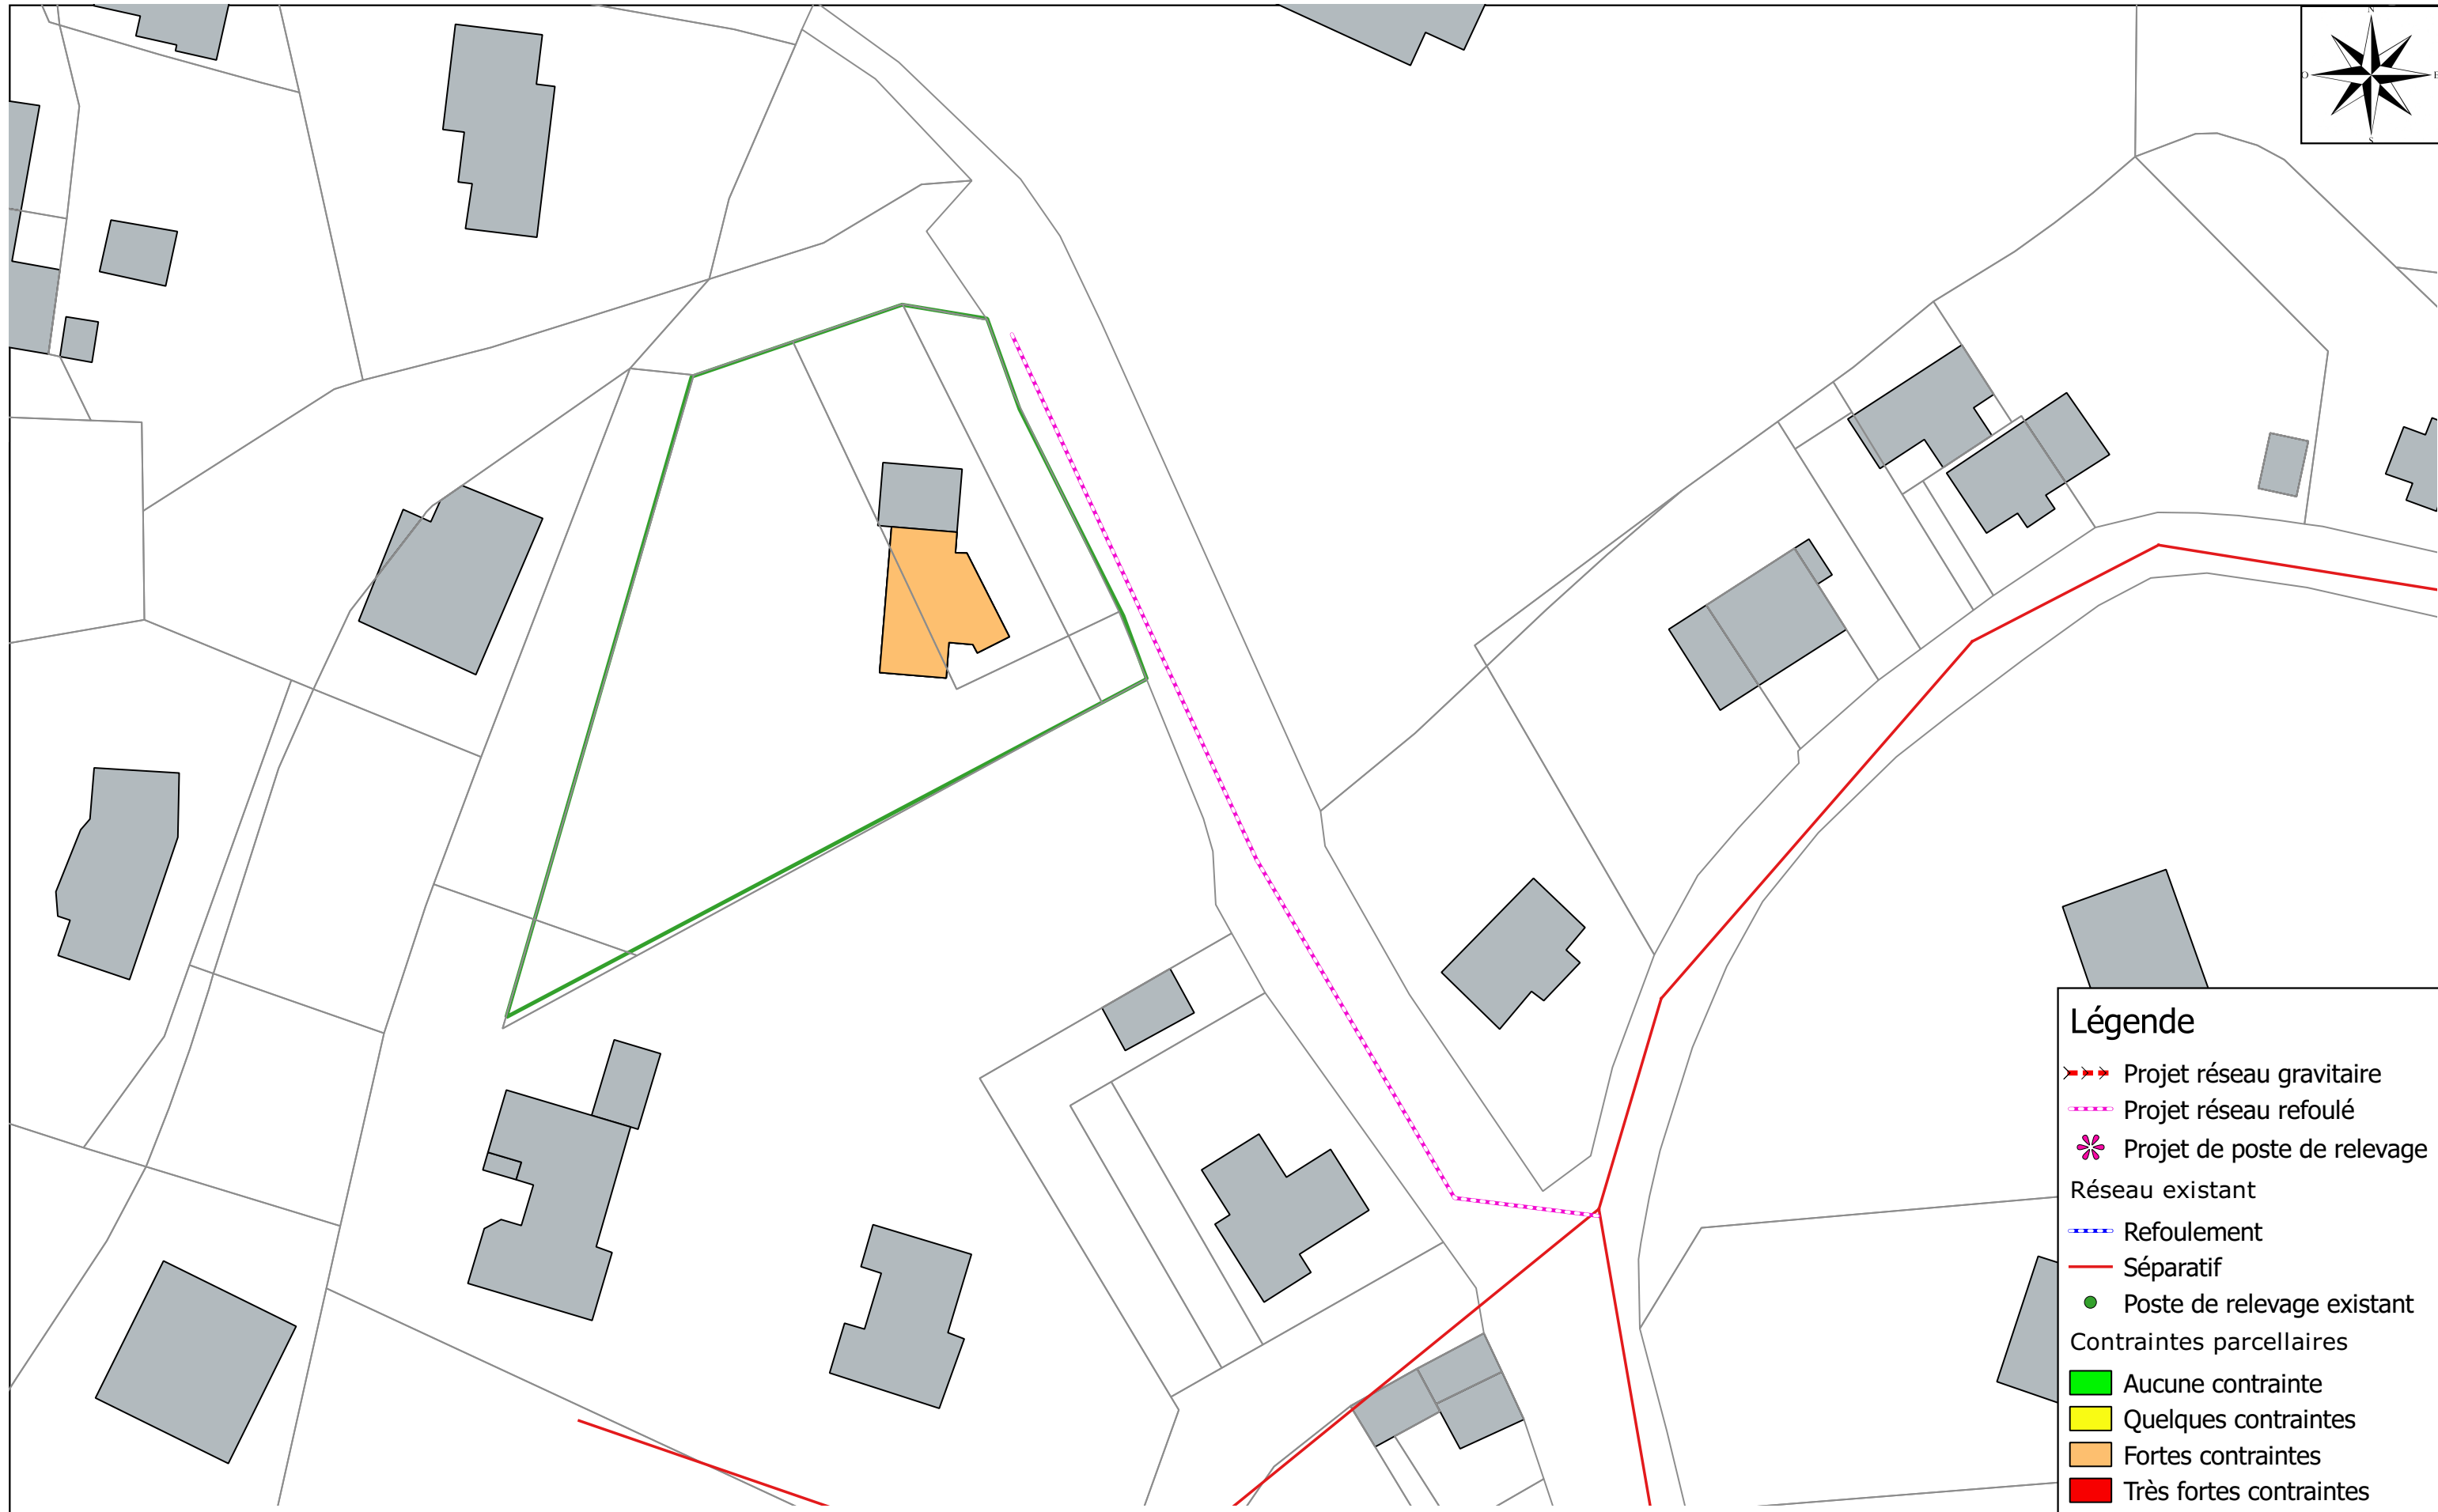 N
O
E
S
Légende
Projet réseau gravitaire
Projet réseau refoulé
Projet de poste de relevage
Réseau existant
Refoulement
Séparatif
Poste de relevage existant
Contraintes parcellaires
Aucune contrainte
Quelques contraintes
Fortes contraintes
Très fortes contraintes